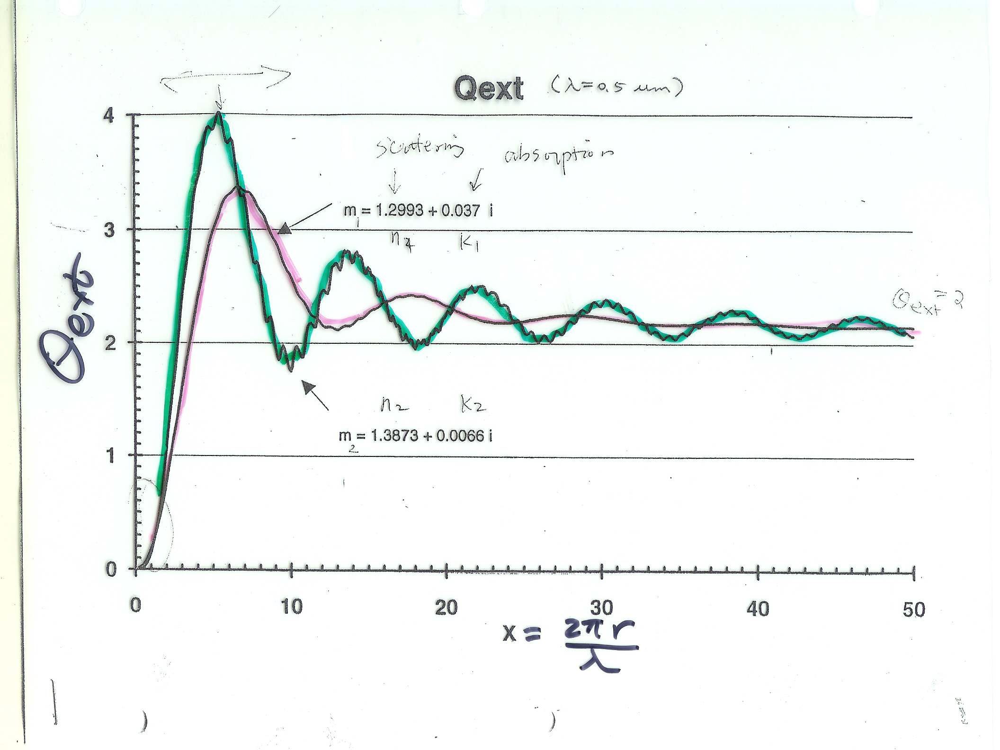 Qext (λ=0.5 um)
4
scattering absorption
↓ ↙
m₁ = 1.2993 + 0.037 i
3
k₁
Qext
Qext = 2
2
n₂ k₂
m₂ = 1.3873 + 0.0066 i
1
0
0 10 20 30 40 50
x = 2πr
λ